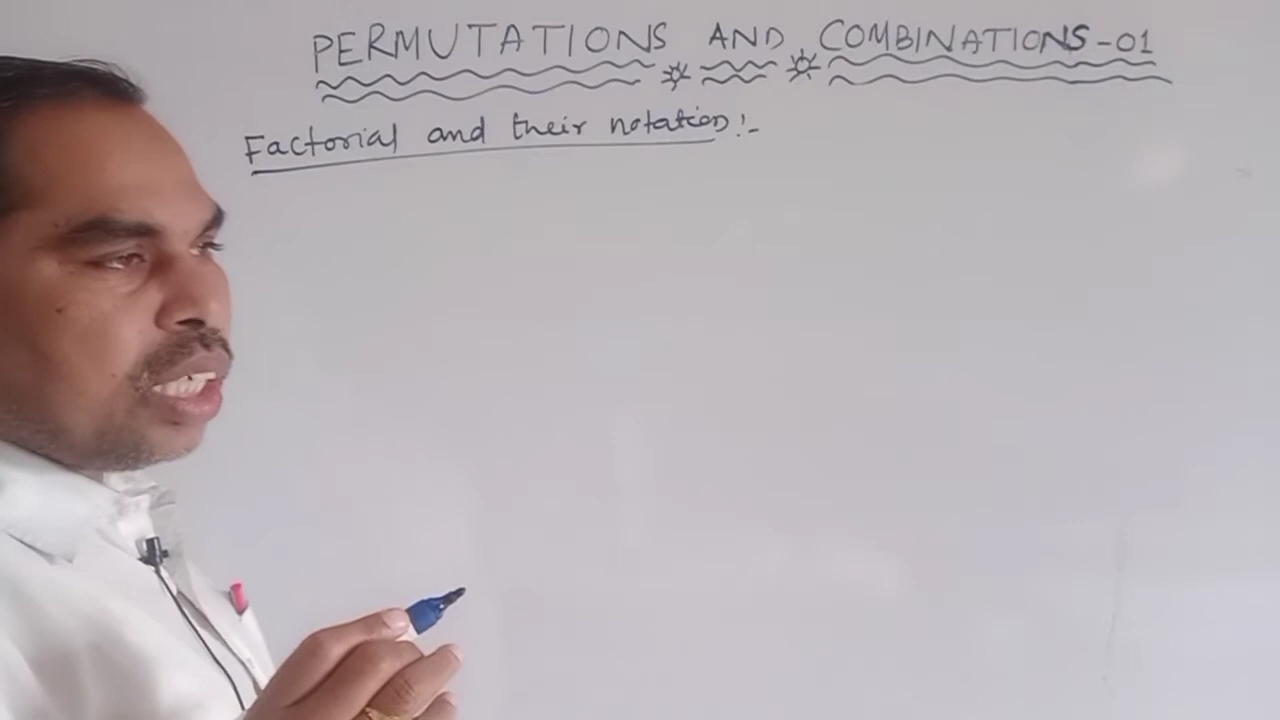 PERMUTATIONS AND COMBINATIONS-01
Factorial and their notation:-